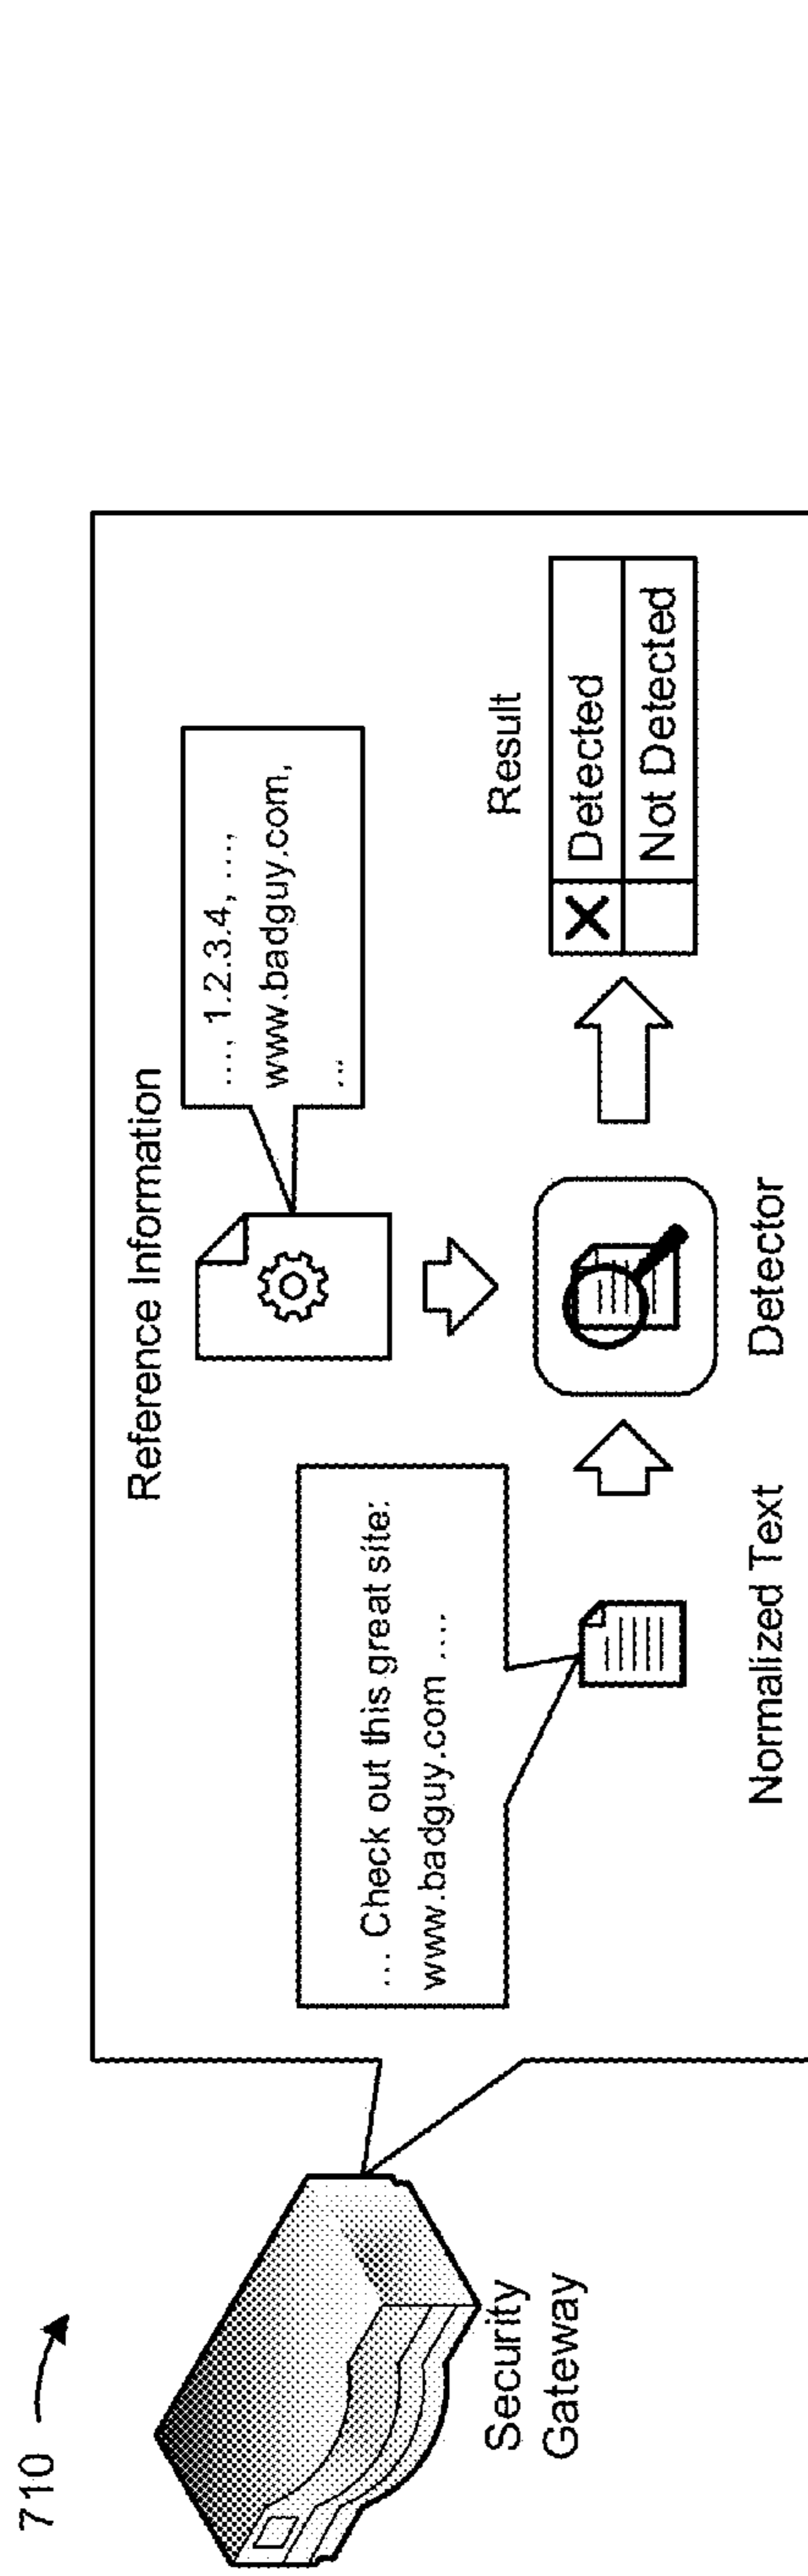 710
Security
Gateway
... Check out this great site:
www.badguy.com ....
Normalized Text
Reference Information
..., 1.2.3.4, ...,
www.badguy.com,
...
Detector
Result
X Detected
Not Detected